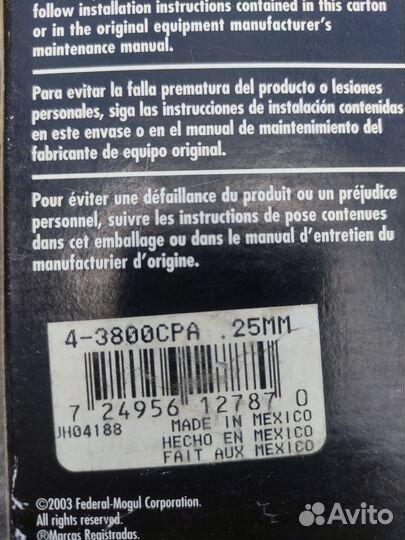 follow installation instructions contained in this carton
or in the original equipment manufacturer's
maintenance manual.
Para evitar la falla prematura del producto o lesiones
personales, siga las instrucciones de instalación contenidas
en este envase o en el manual de mantenimiento del
fabricante de equipo original.
Pour éviter une défaillance du produit ou un préjudice
personnel, suivre les instructions de pose contenues
dans cet emballage ou dans le manual d'entretien du
manufacturier d'origine.
4-3800CPA .25MM
7 24956 12787 0
JH04188
MADE IN MEXICO
HECHO EN MEXICO
FAIT AUX MEXICO
©2003 Federal-Mogul Corporation.
All rights reserved.
®Marcas Registradas.
Avito